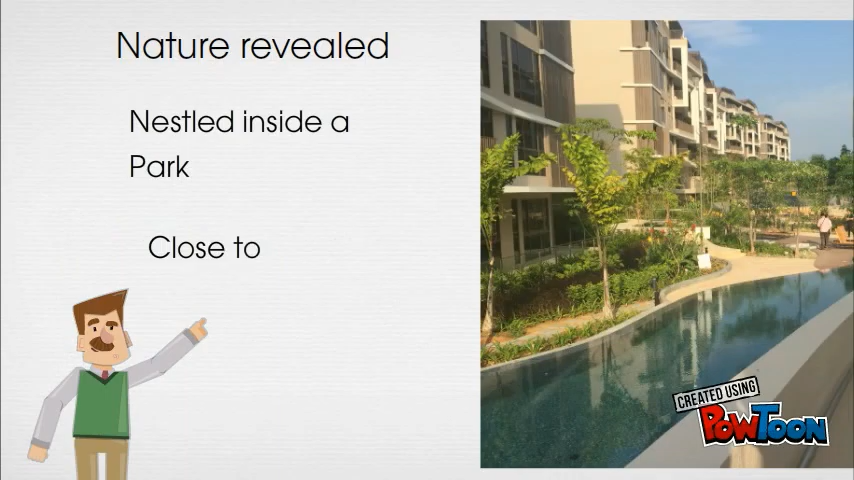 Nature revealed
Nestled inside a
Park
Close to
CREATED USING
POWTOON